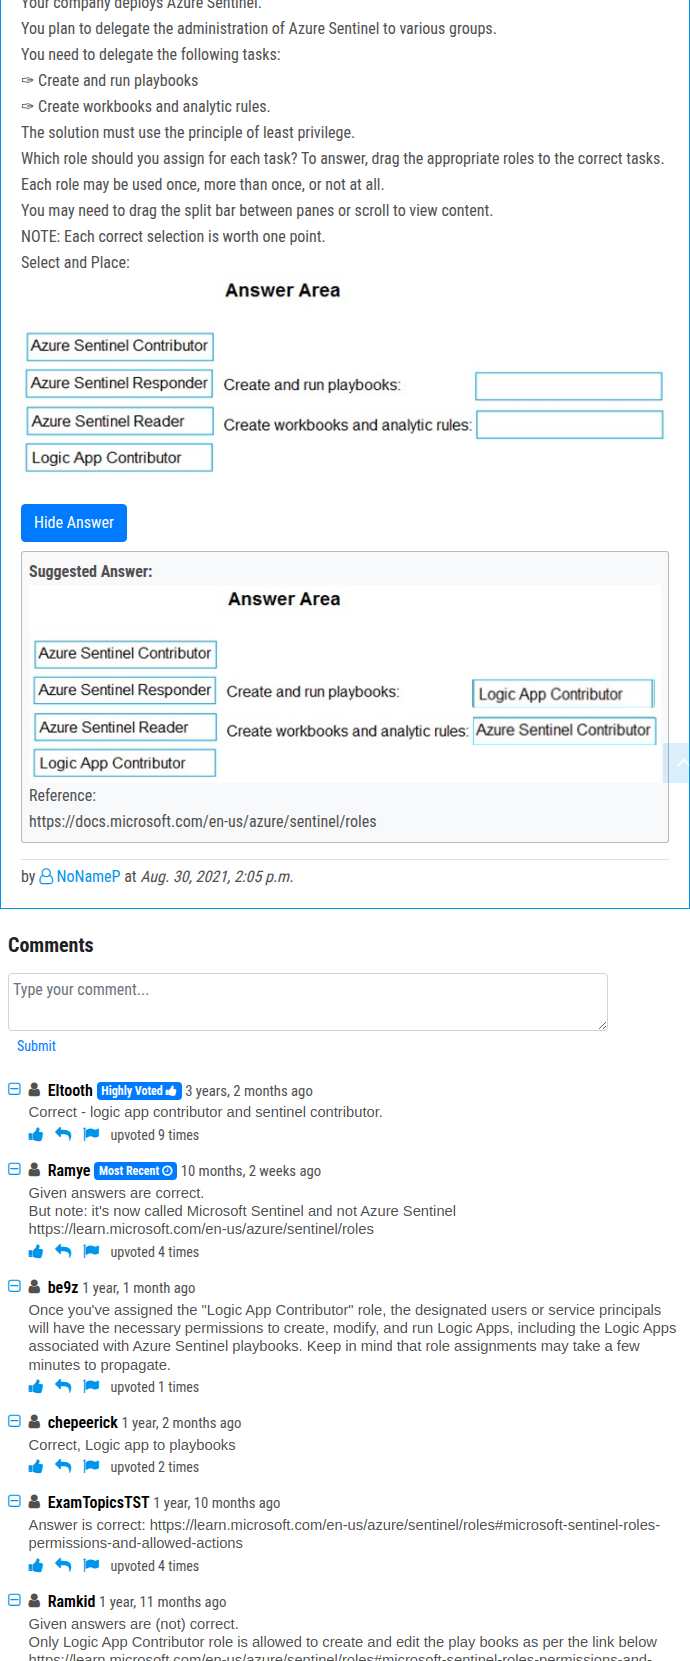 Your company deploys Azure Sentinel.
You plan to delegate the administration of Azure Sentinel to various groups.
You need to delegate the following tasks:
✑ Create and run playbooks
✑ Create workbooks and analytic rules.
The solution must use the principle of least privilege.
Which role should you assign for each task? To answer, drag the appropriate roles to the correct tasks.
Each role may be used once, more than once, or not at all.
You may need to drag the split bar between panes or scroll to view content.
NOTE: Each correct selection is worth one point.
Select and Place:
Answer Area
Azure Sentinel Contributor
Azure Sentinel Responder Create and run playbooks:
Azure Sentinel Reader Create workbooks and analytic rules:
Logic App Contributor
Hide Answer
Suggested Answer:
Answer Area
Azure Sentinel Contributor
Azure Sentinel Responder Create and run playbooks: Logic App Contributor
Azure Sentinel Reader Create workbooks and analytic rules: Azure Sentinel Contributor
Logic App Contributor
Reference:
https://docs.microsoft.com/en-us/azure/sentinel/roles
by NoNameP at Aug. 30, 2021, 2:05 p.m.
Comments
Type your comment...
Submit
Eltooth Highly Voted 3 years, 2 months ago
Correct - logic app contributor and sentinel contributor.
upvoted 9 times
Ramye Most Recent 10 months, 2 weeks ago
Given answers are correct.
But note: it's now called Microsoft Sentinel and not Azure Sentinel
https://learn.microsoft.com/en-us/azure/sentinel/roles
upvoted 4 times
be9z 1 year, 1 month ago
Once you've assigned the "Logic App Contributor" role, the designated users or service principals
will have the necessary permissions to create, modify, and run Logic Apps, including the Logic Apps
associated with Azure Sentinel playbooks. Keep in mind that role assignments may take a few
minutes to propagate.
upvoted 1 times
chepeerick 1 year, 2 months ago
Correct, Logic app to playbooks
upvoted 2 times
ExamTopicsTST 1 year, 10 months ago
Answer is correct: https://learn.microsoft.com/en-us/azure/sentinel/roles#microsoft-sentinel-roles-
permissions-and-allowed-actions
upvoted 4 times
Ramkid 1 year, 11 months ago
Given answers are (not) correct.
Only Logic App Contributor role is allowed to create and edit the play books as per the link below
https://learn.microsoft.com/en-us/azure/sentinel/roles#microsoft-sentinel-roles-permissions-and-